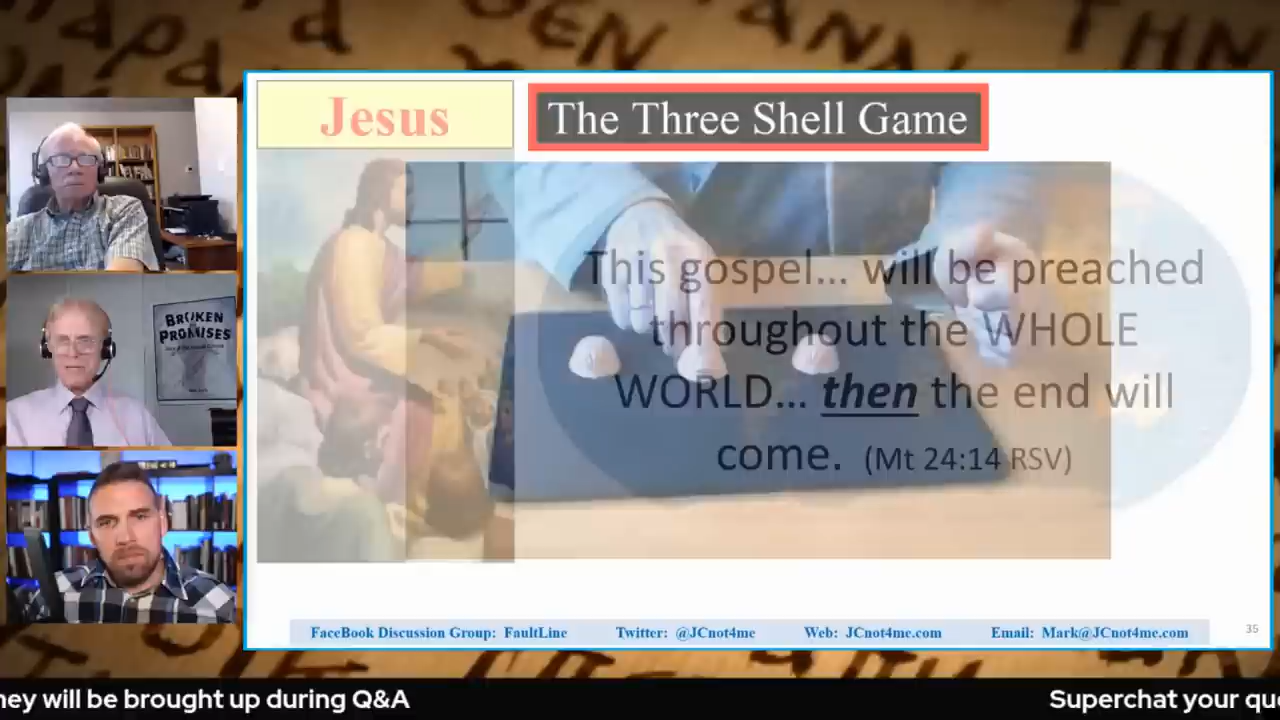 Jesus
The Three Shell Game
This gospel... will be preached
throughout the WHOLE
WORLD... then the end will
come. (Mt 24:14 RSV)
BROKEN
PROMISES
FaceBook Discussion Group: FaultLine Twitter: @JCnot4me Web: JCnot4me.com Email: Mark@JCnot4me.com
35
hey will be brought up during Q&A
Superchat your que